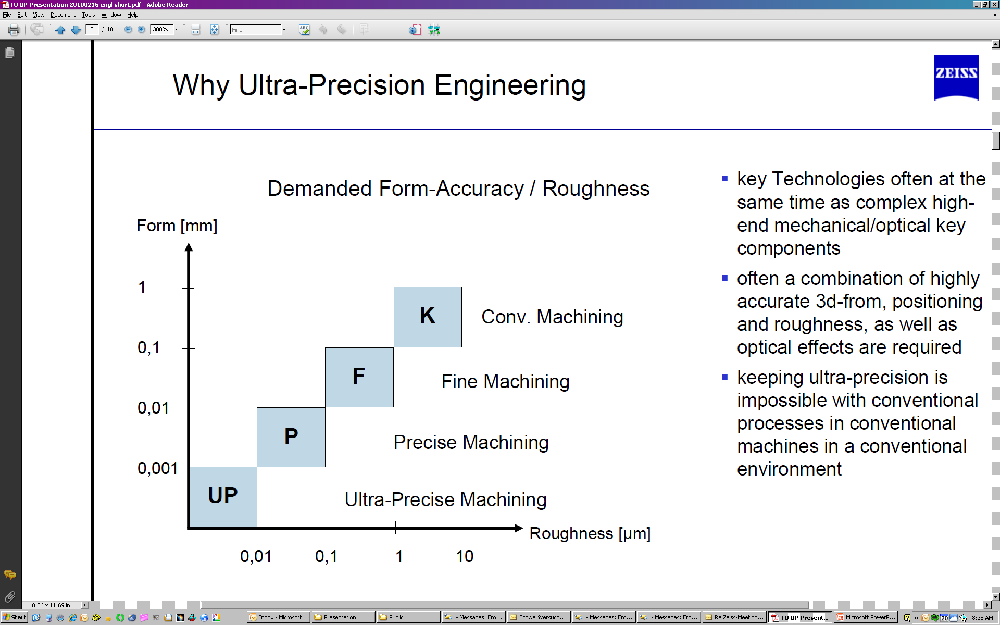 TO UP-Presentation 20100216 engl short.pdf - Adobe Reader
File Edit View Document Tools Window Help
2 / 10 300% Find
Why Ultra-Precision Engineering
ZEISS
Demanded Form-Accuracy / Roughness
Form [mm]
1
0,1
0,01
0,001
K
F
P
UP
Conv. Machining
Fine Machining
Precise Machining
Ultra-Precise Machining
Roughness [µm]
0,01 0,1 1 10
key Technologies often at the
same time as complex high-
end mechanical/optical key
components
often a combination of highly
accurate 3d-from, positioning
and roughness, as well as
optical effects are required
keeping ultra-precision is
impossible with conventional
processes in conventional
machines in a conventional
environment
8.26 x 11.69 in
Start Inbox - Microsoft... Presentation Public - Messages: Fro... Schweißversuch... - Messages: Fro... - Messages: Fro... Re Zeiss-Meeting... TO UP-Present... Microsoft PowerP... 20 8:35 AM